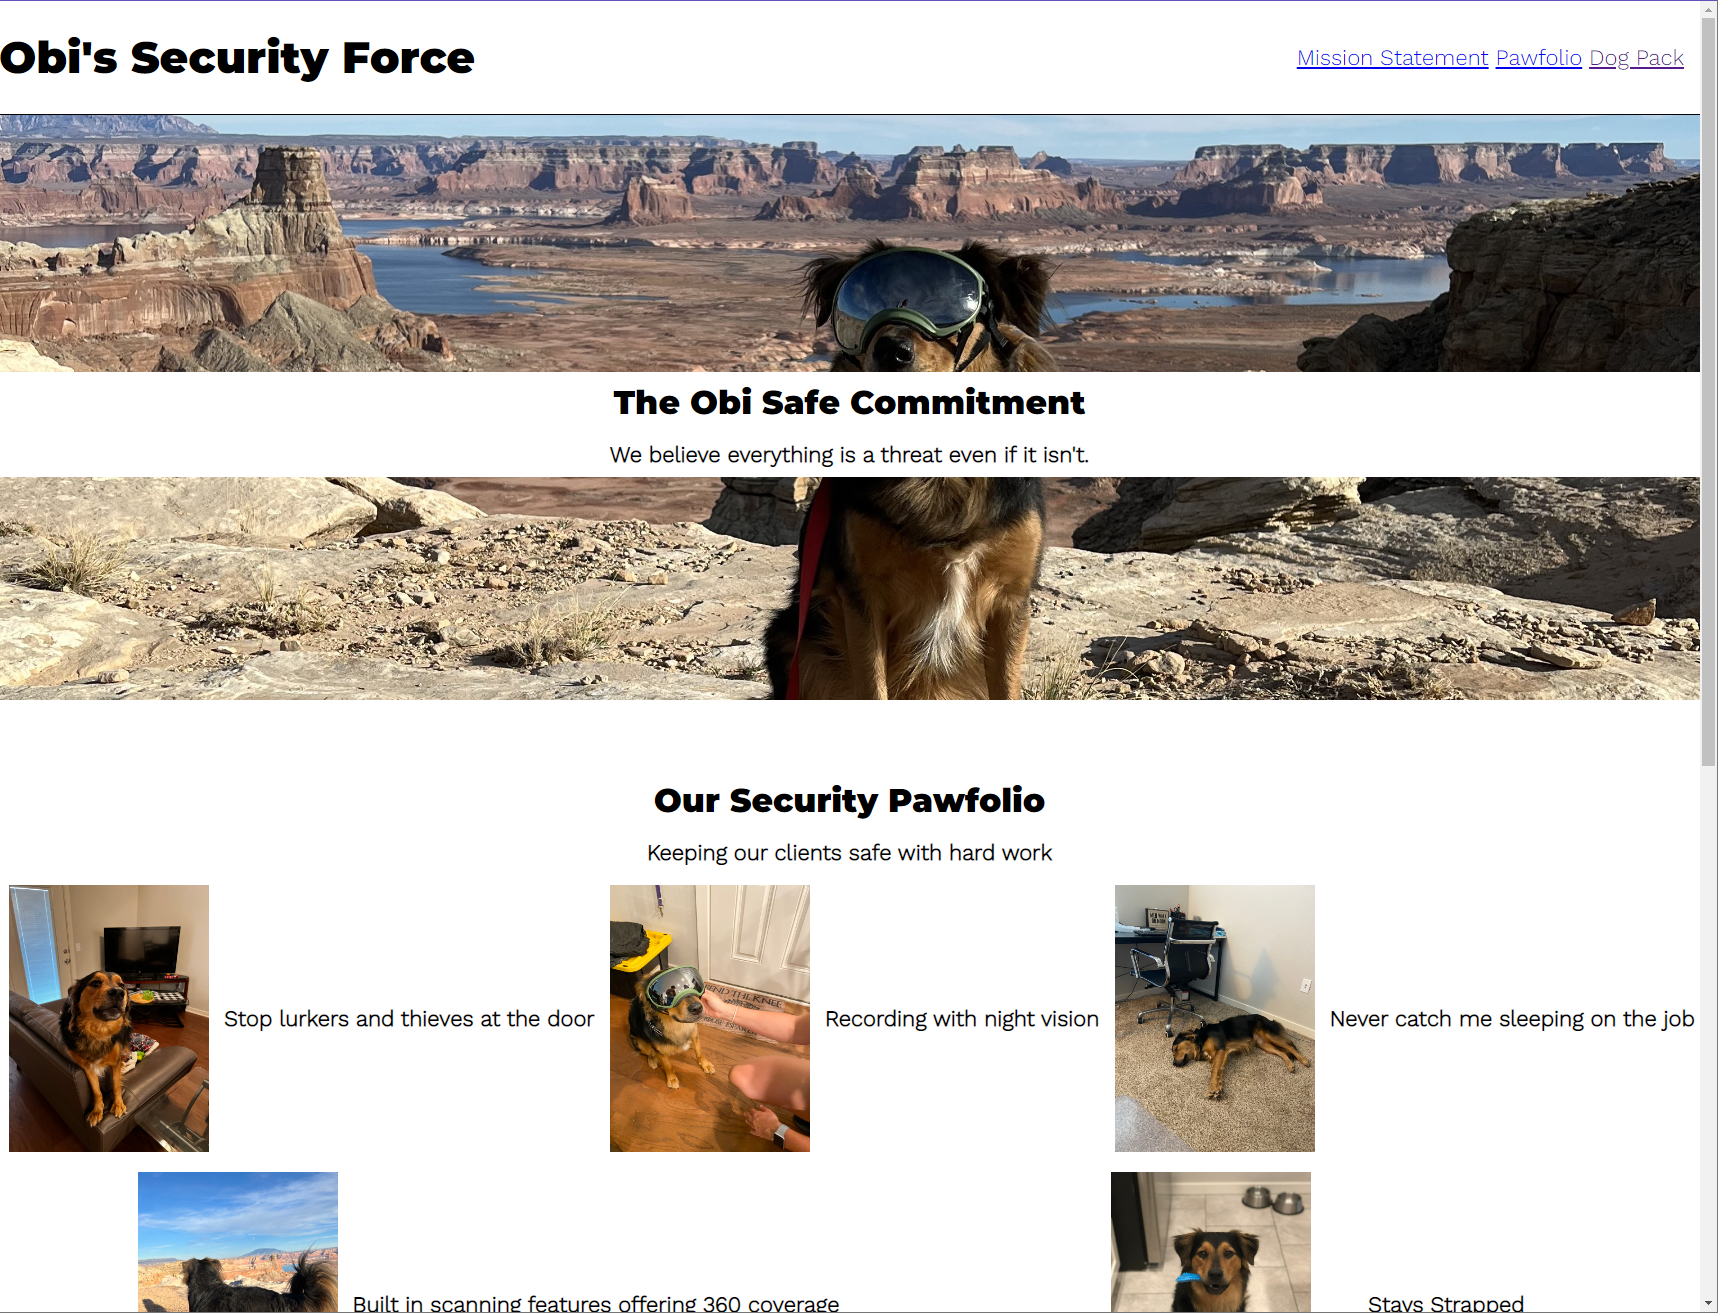 Obi's Security Force
Mission Statement Pawfolio Dog Pack
The Obi Safe Commitment
We believe everything is a threat even if it isn't.
Our Security Pawfolio
Keeping our clients safe with hard work
Stop lurkers and thieves at the door
Recording with night vision
Never catch me sleeping on the job
Built in scanning features offering 360 coverage
Stays Strapped